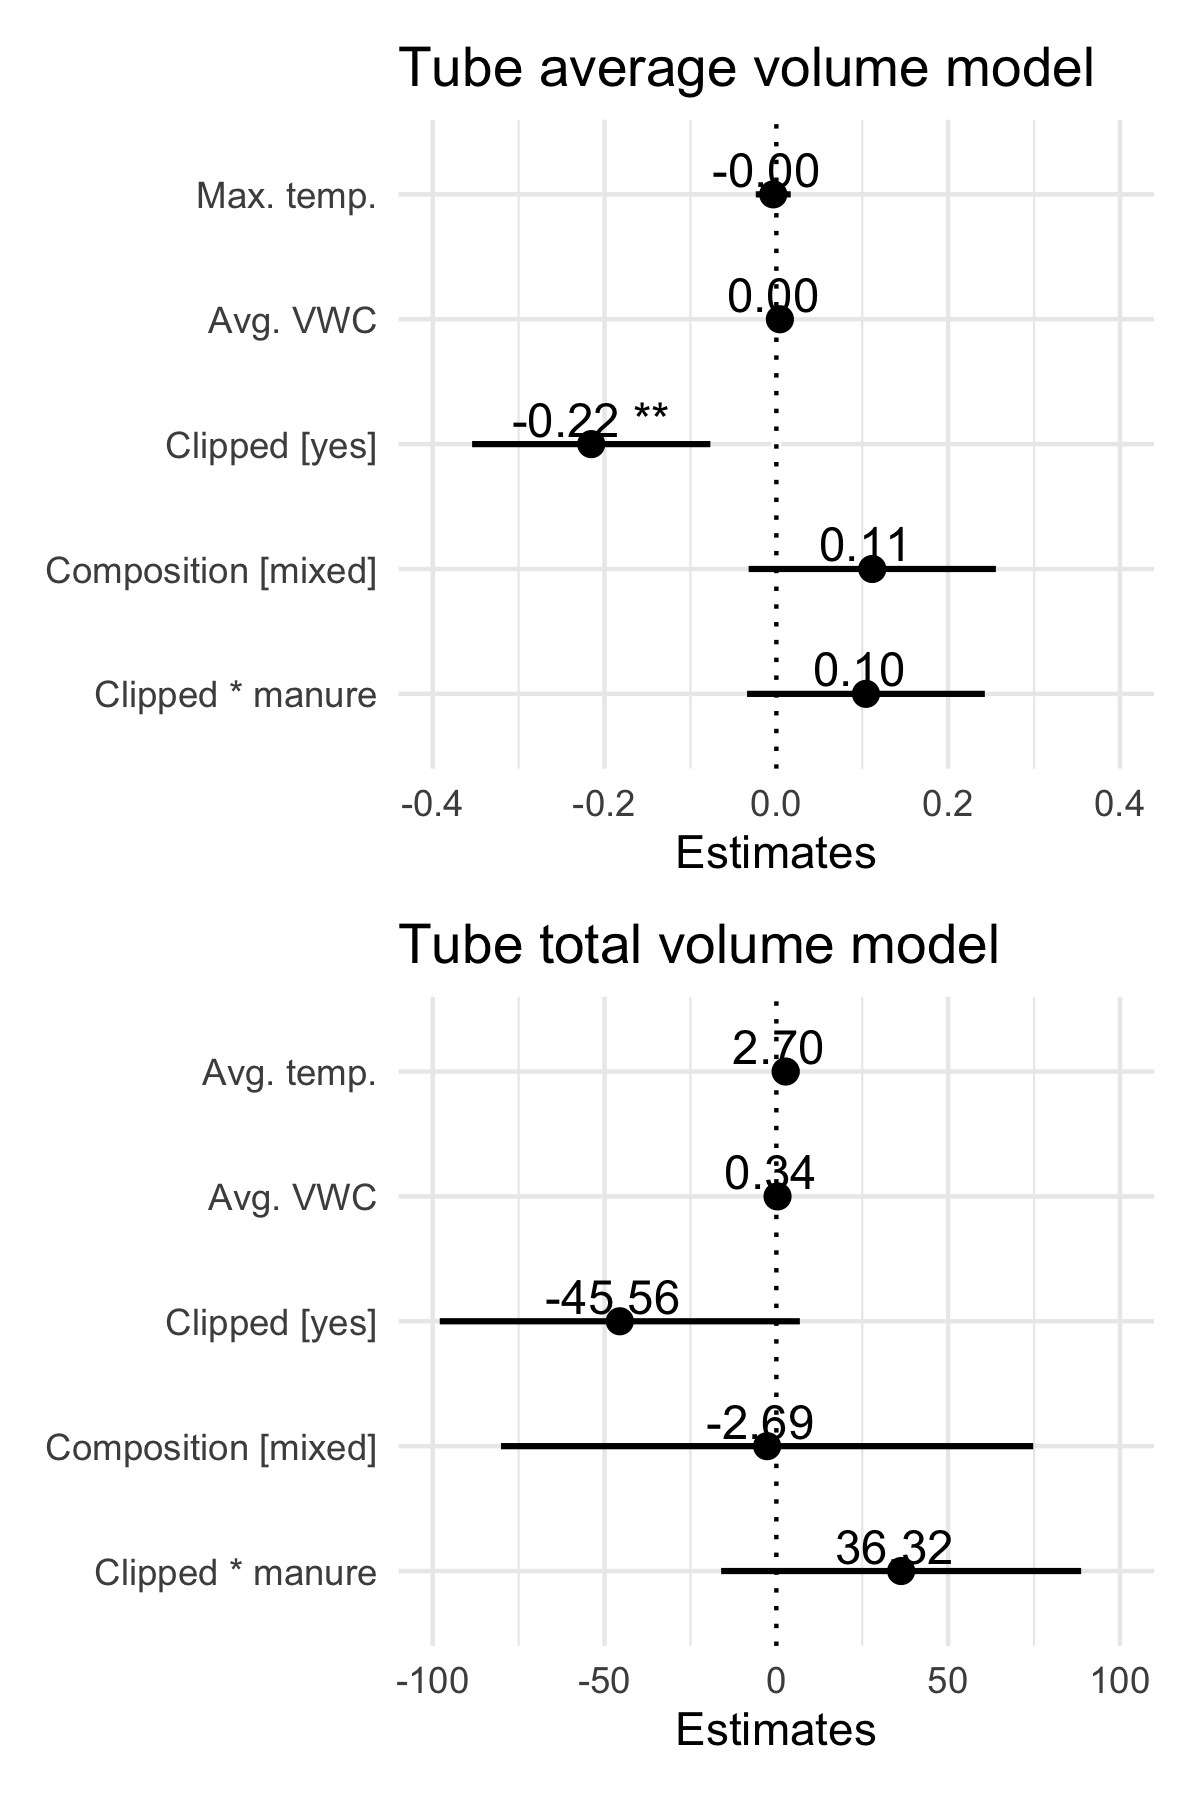 Tube average volume model
Max. temp.
-0.00
Avg. VWC
0.00
Clipped [yes]
-0.22 **
Composition [mixed]
0.11
Clipped * manure
0.10
-0.4 -0.2 0.0 0.2 0.4
Estimates
Tube total volume model
Avg. temp.
2.70
Avg. VWC
0.34
Clipped [yes]
-45.56
Composition [mixed]
-2.69
Clipped * manure
36.32
-100 -50 0 50 100
Estimates